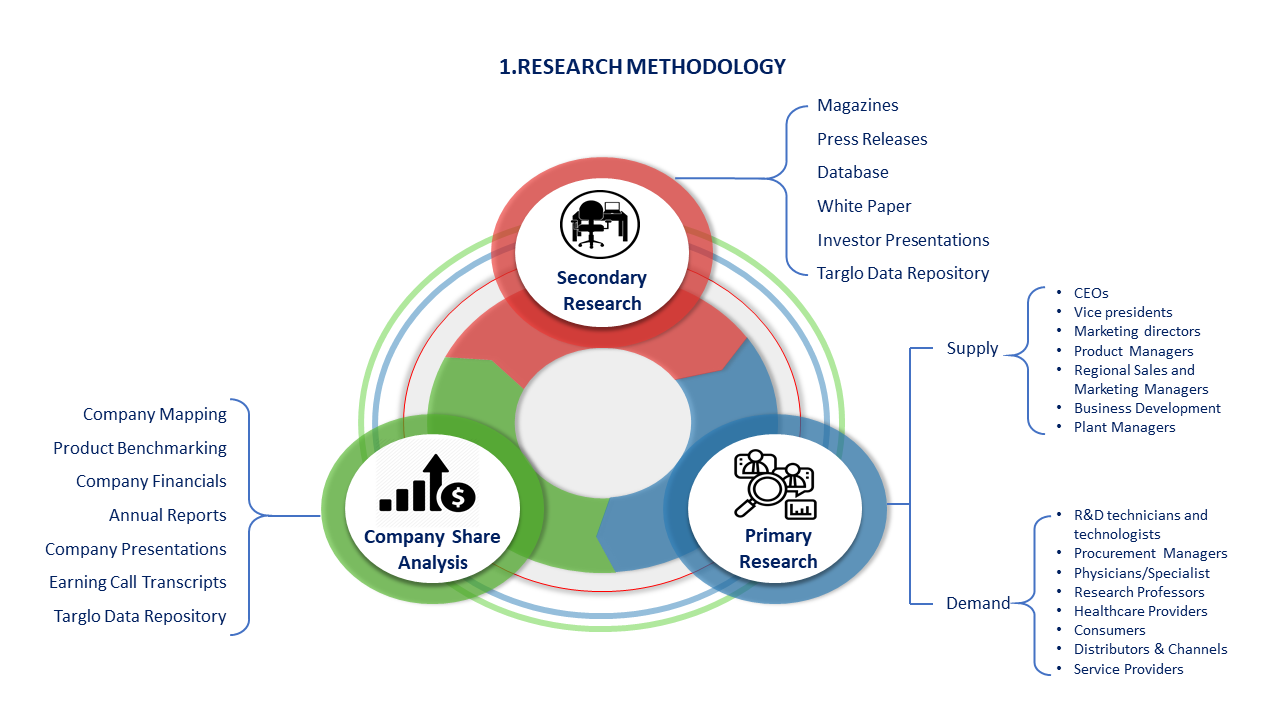 1.RESEARCH METHODOLOGY
Magazines
Press Releases
Database
White Paper
Investor Presentations
Targlo Data Repository
Secondary
Research
Supply
• CEOs
• Vice presidents
• Marketing directors
• Product Managers
• Regional Sales and
Marketing Managers
• Business Development
• Plant Managers
Company Mapping
Product Benchmarking
Company Financials
Annual Reports
Company Presentations
Earning Call Transcripts
Targlo Data Repository
$
Company Share
Analysis
Primary
Research
Demand
• R&D technicians and
technologists
• Procurement Managers
• Physicians/Specialist
• Research Professors
• Healthcare Providers
• Consumers
• Distributors & Channels
• Service Providers